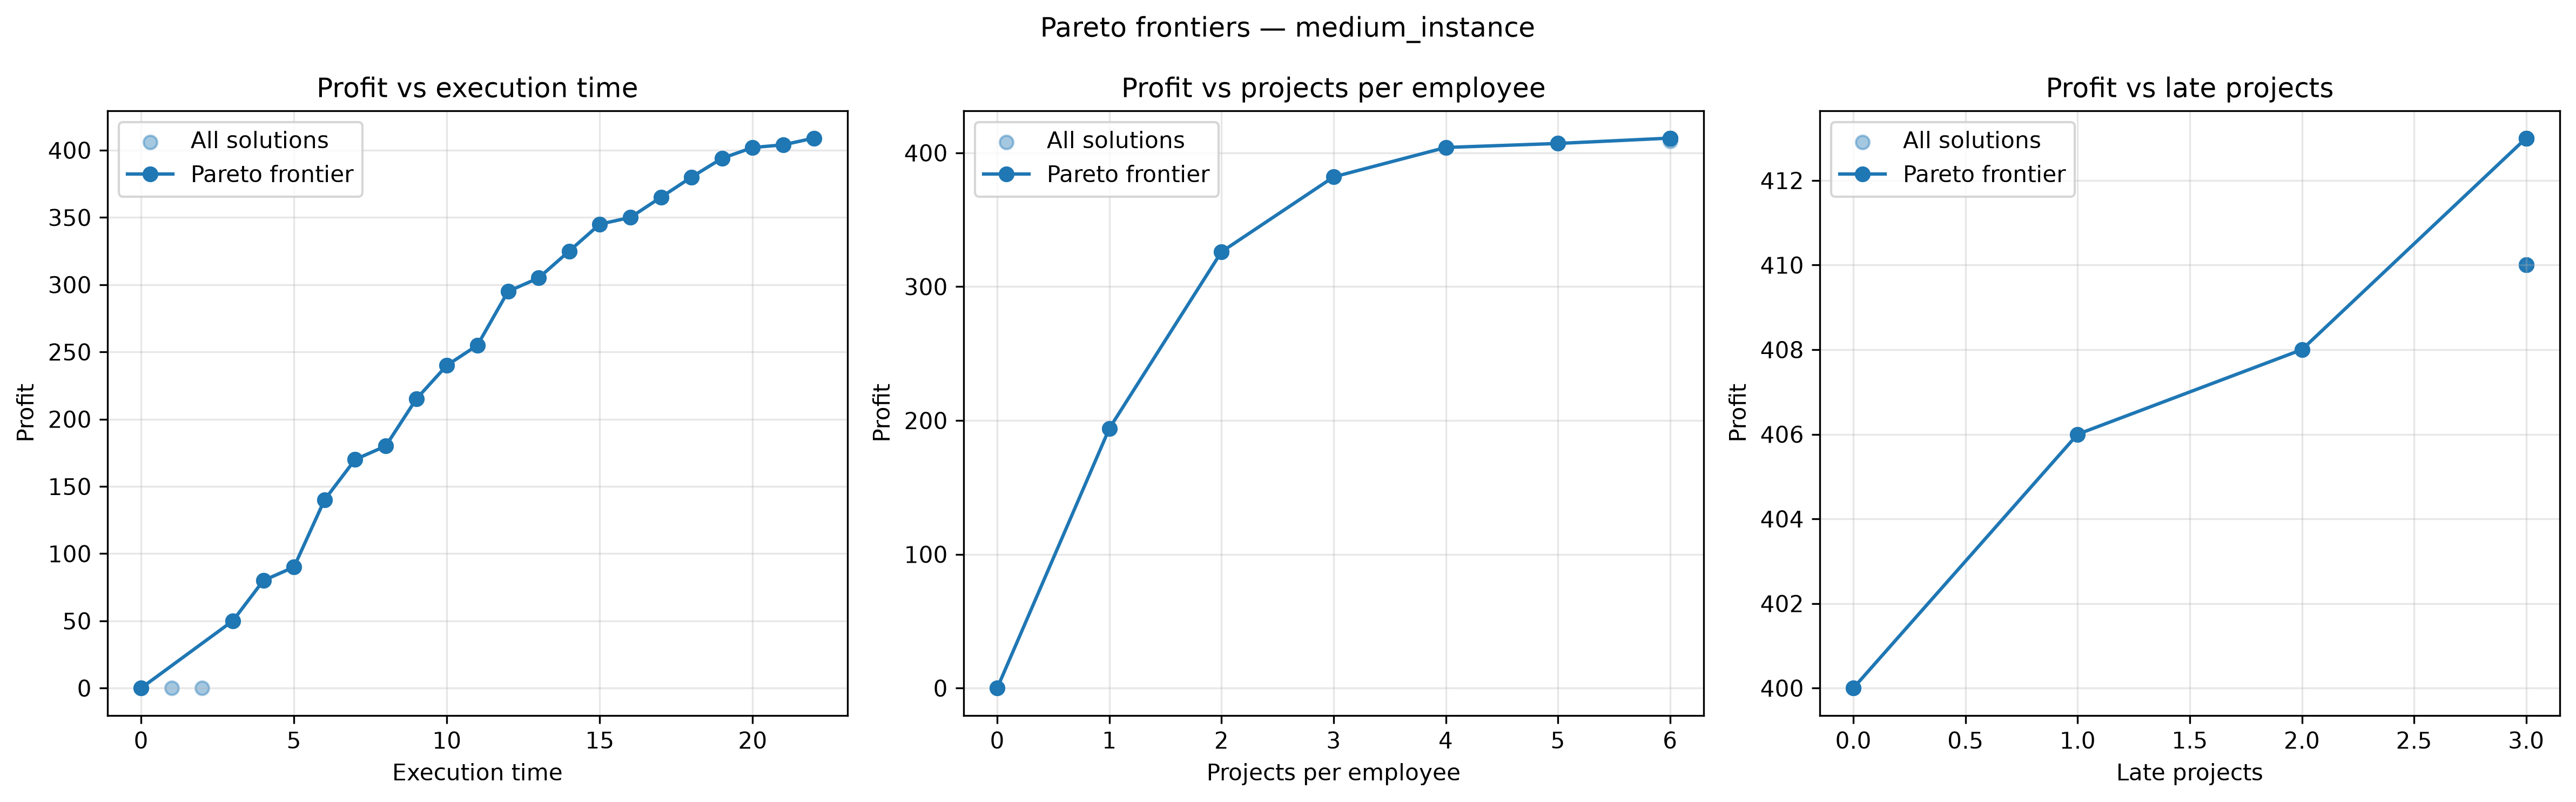 Pareto frontiers — medium_instance
Profit vs execution time
All solutions
Pareto frontier
Profit
400
350
300
250
200
150
100
50
0
0 5 10 15 20
Execution time
Profit vs projects per employee
All solutions
Pareto frontier
Profit
400
300
200
100
0
0 1 2 3 4 5 6
Projects per employee
Profit vs late projects
All solutions
Pareto frontier
Profit
412
410
408
406
404
402
400
0.0 0.5 1.0 1.5 2.0 2.5 3.0
Late projects